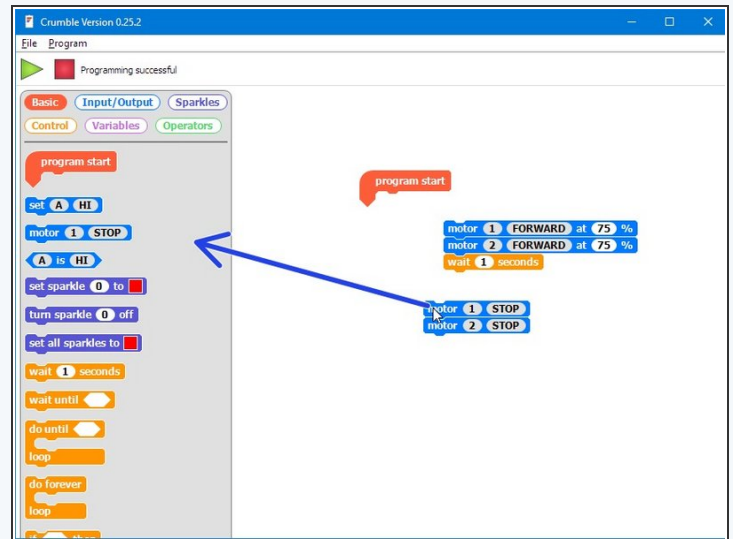 Crumble Version 0.25.2
File Program
Programming successful
Basic Input/Output Sparkles
Control Variables Operators
program start
set A HI
motor 1 STOP
A is HI
set sparkle 0 to
turn sparkle 0 off
set all sparkles to
wait 1 seconds
wait until
do until
loop
do forever
loop
program start
motor 1 FORWARD at 75 %
motor 2 FORWARD at 75 %
wait 1 seconds
motor 1 STOP
motor 2 STOP